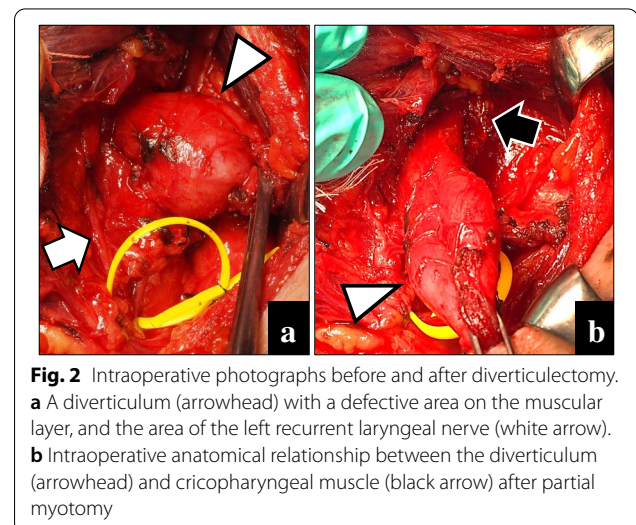 a
b
Fig. 2 Intraoperative photographs before and after diverticulectomy.
a A diverticulum (arrowhead) with a defective area on the muscular
layer, and the area of the left recurrent laryngeal nerve (white arrow).
b Intraoperative anatomical relationship between the diverticulum
(arrowhead) and cricopharyngeal muscle (black arrow) after partial
myotomy